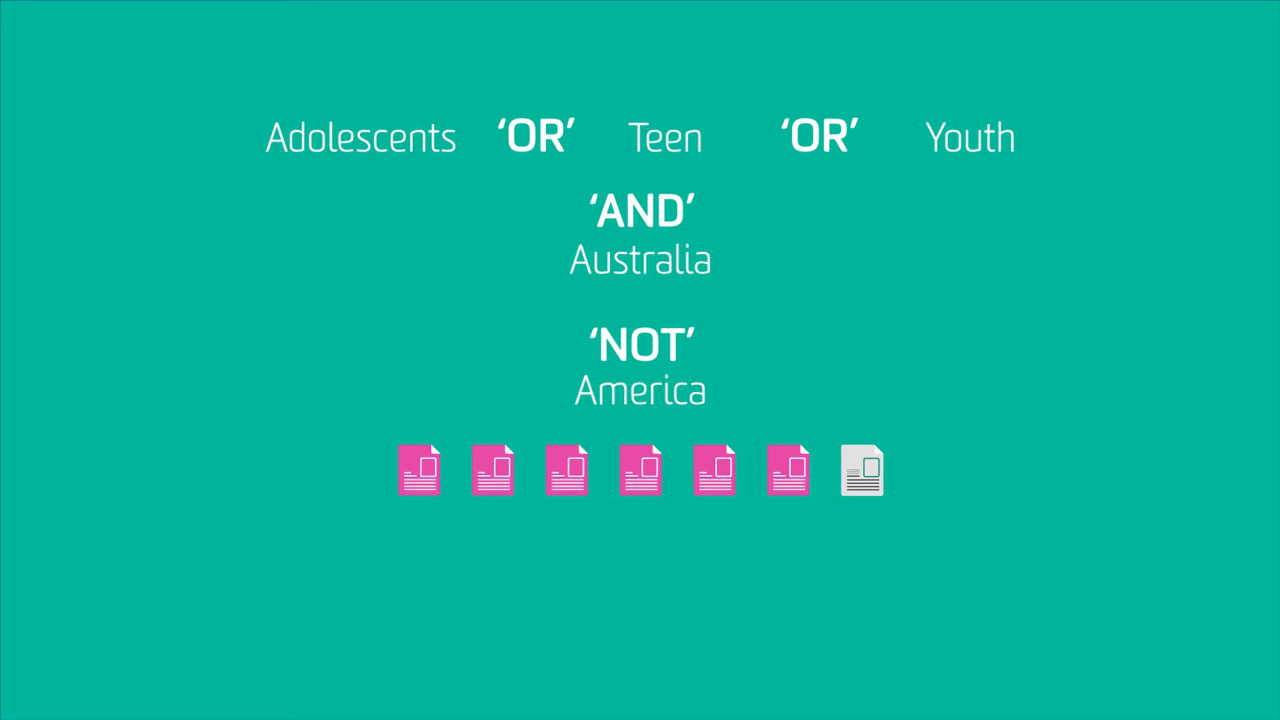 Adolescents ‘OR’ Teen ‘OR’ Youth
‘AND’
Australia
‘NOT’
America